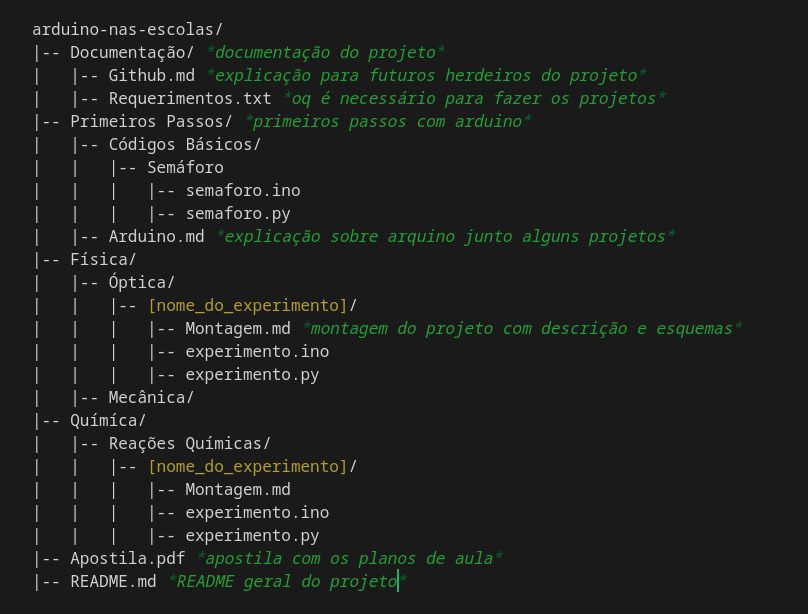 arduino-nas-escolas/
|-- Documentação/ *documentação do projeto*
|   |-- Github.md *explicação para futuros herdeiros do projeto*
|   |-- Requerimentos.txt *oq é necessário para fazer os projetos*
|-- Primeiros Passos/ *primeiros passos com arduino*
|   |-- Códigos Básicos/
|   |   |-- Semáforo
|   |   |   |-- semaforo.ino
|   |   |   |-- semaforo.py
|   |-- Arduino.md *explicação sobre arquino junto alguns projetos*
|-- Física/
|   |-- Óptica/
|   |   |-- [nome_do_experimento]/
|   |   |   |-- Montagem.md *montagem do projeto com descrição e esquemas*
|   |   |   |-- experimento.ino
|   |   |   |-- experimento.py
|   |-- Mecânica/
|-- Químíca/
|   |-- Reações Químicas/
|   |   |-- [nome_do_experimento]/
|   |   |   |-- Montagem.md
|   |   |   |-- experimento.ino
|   |   |   |-- experimento.py
|-- Apostila.pdf *apostila com os planos de aula*
|-- README.md *README geral do projeto*